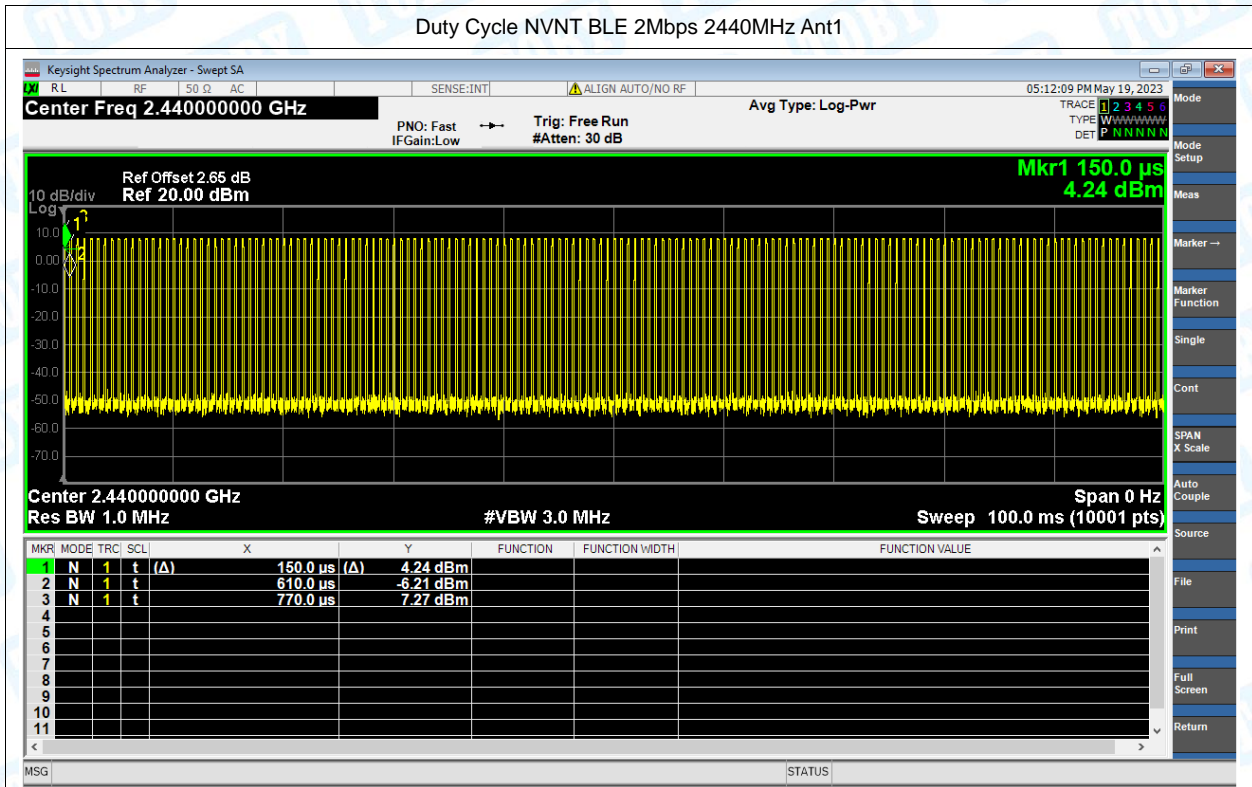 Duty Cycle NVNT BLE 2Mbps 2440MHz Ant1
Keysight Spectrum Analyzer - Swept SA
LXI RL RF 50 Ω AC SENSE:INT ALIGN AUTO/NO RF 05:12:09 PM May 19, 2023
Center Freq 2.440000000 GHz
PNO: Fast
IFGain:Low
Trig: Free Run
#Atten: 30 dB
Avg Type: Log-Pwr
TRACE 1 2 3 4 5 6
TYPE WWWWWW
DET P N N N N N
Mkr1 150.0 µs
4.24 dBm
Ref Offset 2.65 dB
10 dB/div Ref 20.00 dBm
Log
1 3
10.0
2
0.00
-10.0
-20.0
-30.0
-40.0
-50.0
-60.0
-70.0
Center 2.440000000 GHz Span 0 Hz
Res BW 1.0 MHz #VBW 3.0 MHz Sweep 100.0 ms (10001 pts)
MKR MODE TRC SCL X Y FUNCTION FUNCTION WIDTH FUNCTION VALUE
1 N 1 t (Δ) 150.0 µs (Δ) 4.24 dBm
2 N 1 t 610.0 µs -6.21 dBm
3 N 1 t 770.0 µs 7.27 dBm
4
5
6
7
8
9
10
11
MSG STATUS
Mode
Mode
Setup
Meas
Marker →
Marker
Function
Single
Cont
SPAN
X Scale
Auto
Couple
Source
File
Print
Full
Screen
Return
TOBY